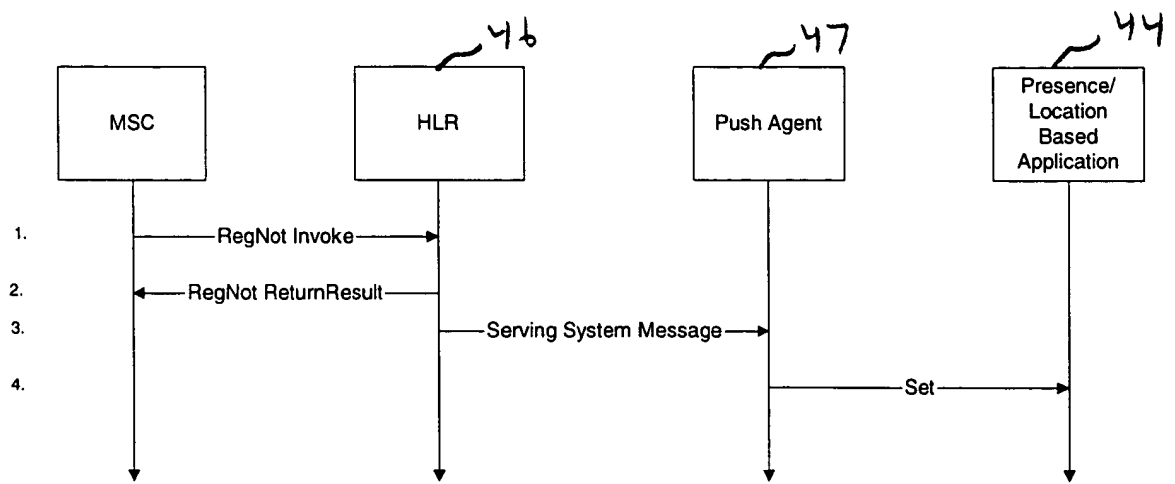 46
47
44
MSC
HLR
Push Agent
Presence/
Location
Based
Application
1.
RegNot Invoke
2.
RegNot ReturnResult
3.
Serving System Message
4.
Set